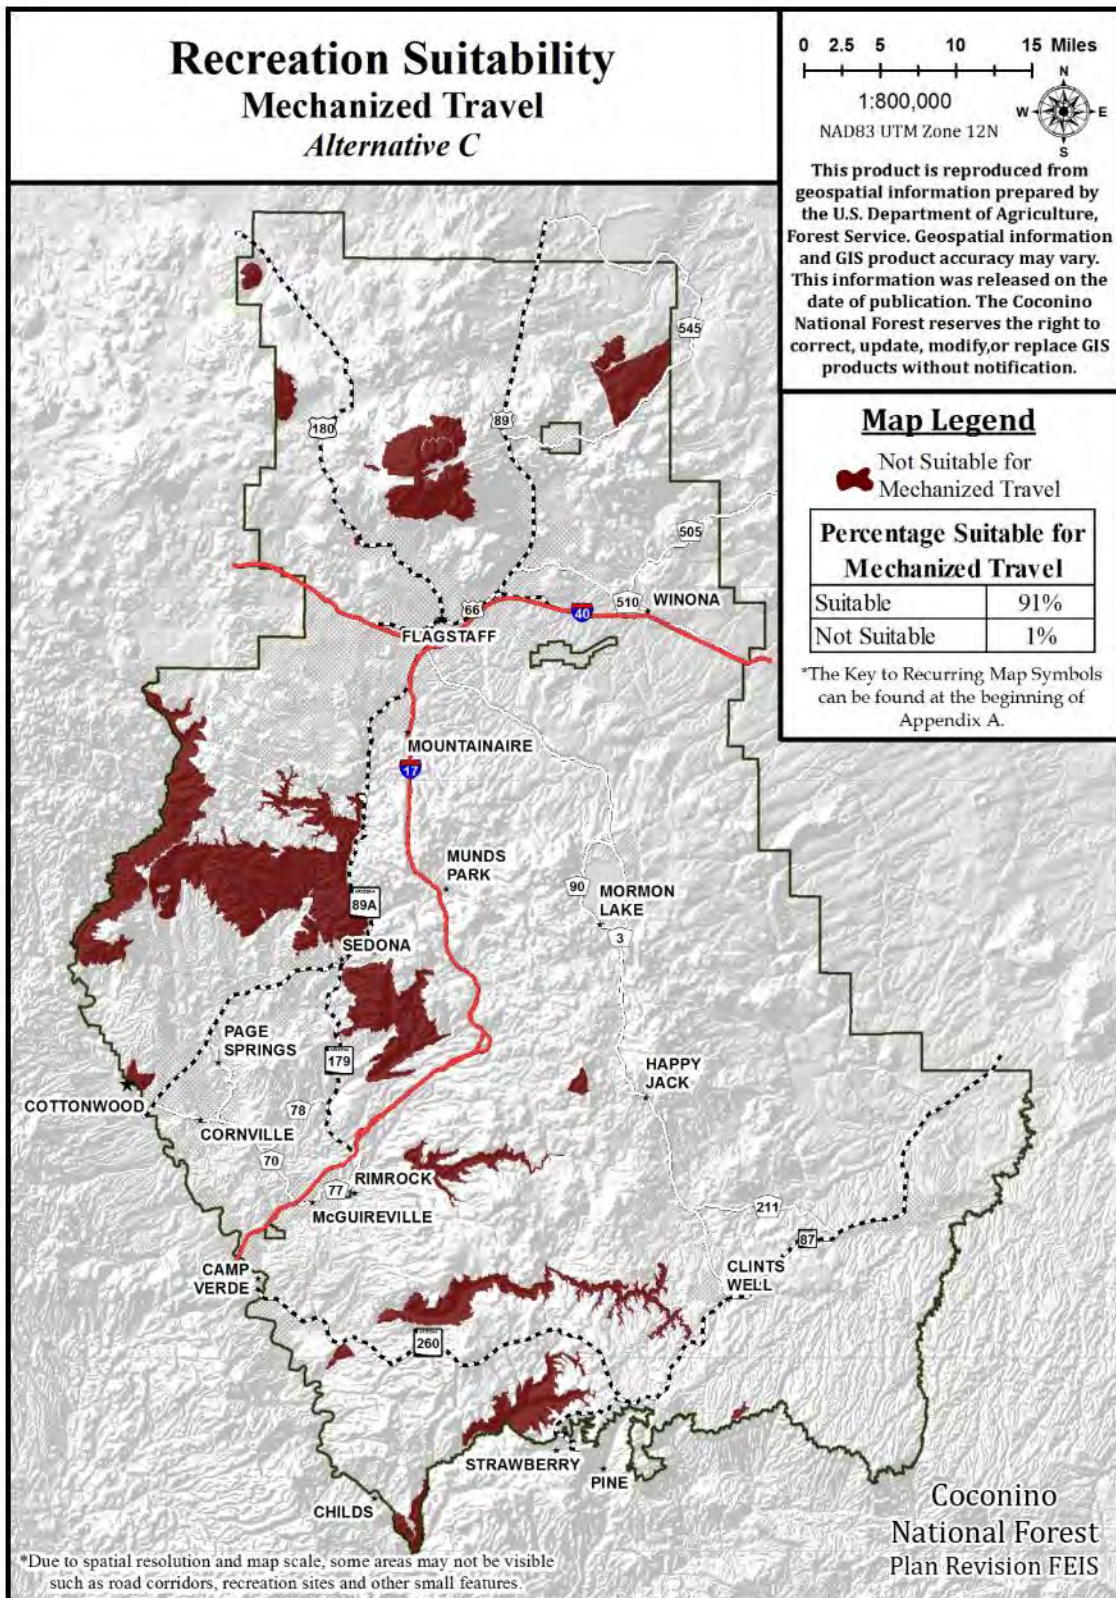 Recreation Suitability
Mechanized Travel
Alternative C
0 2.5 5 10 15 Miles
1:800,000
NAD83 UTM Zone 12N
N
W E
S
This product is reproduced from
geospatial information prepared by
the U.S. Department of Agriculture,
Forest Service. Geospatial information
and GIS product accuracy may vary.
This information was released on the
date of publication. The Coconino
National Forest reserves the right to
correct, update, modify,or replace GIS
products without notification.
Map Legend
Not Suitable for
Mechanized Travel
Percentage Suitable for
Mechanized Travel
Suitable 91%
Not Suitable 1%
*The Key to Recurring Map Symbols
can be found at the beginning of
Appendix A.
545
180
89
505
510
WINONA
66
40
FLAGSTAFF
MOUNTAINAIRE
17
MUNDS
PARK
90
MORMON
LAKE
3
ARIZONA
89A
SEDONA
PAGE
SPRINGS
ARIZONA
179
HAPPY
JACK
COTTONWOOD
78
CORNVILLE
70
RIMROCK
77
McGUIREVILLE
211
87
CAMP
VERDE
CLINTS
WELL
ARIZONA
260
STRAWBERRY
PINE
CHILDS
Coconino
National Forest
Plan Revision FEIS
*Due to spatial resolution and map scale, some areas may not be visible
such as road corridors, recreation sites and other small features.